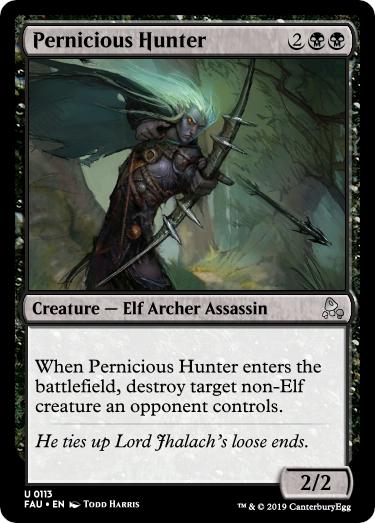 Pernicious Hunter 2
Creature — Elf Archer Assassin
When Pernicious Hunter enters the
battlefield, destroy target non-Elf
creature an opponent controls.
He ties up Lord Jhalach's loose ends.
2/2
U 0113
FAU • EN Todd Harris
™ & © 2019 CanterburyEgg